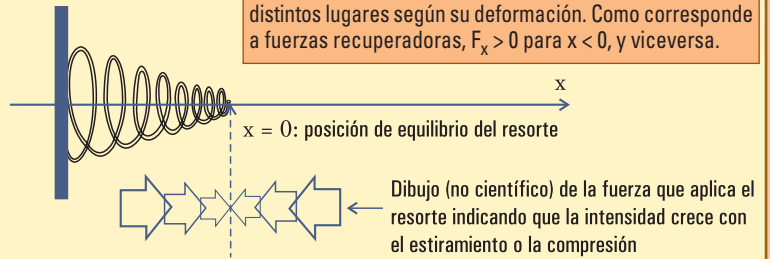 distintos lugares según su deformación. Como corresponde
a fuerzas recuperadoras, Fₓ > 0 para x < 0, y viceversa.
x
x = 0: posición de equilibrio del resorte
Dibujo (no científico) de la fuerza que aplica el
resorte indicando que la intensidad crece con
el estiramiento o la compresión